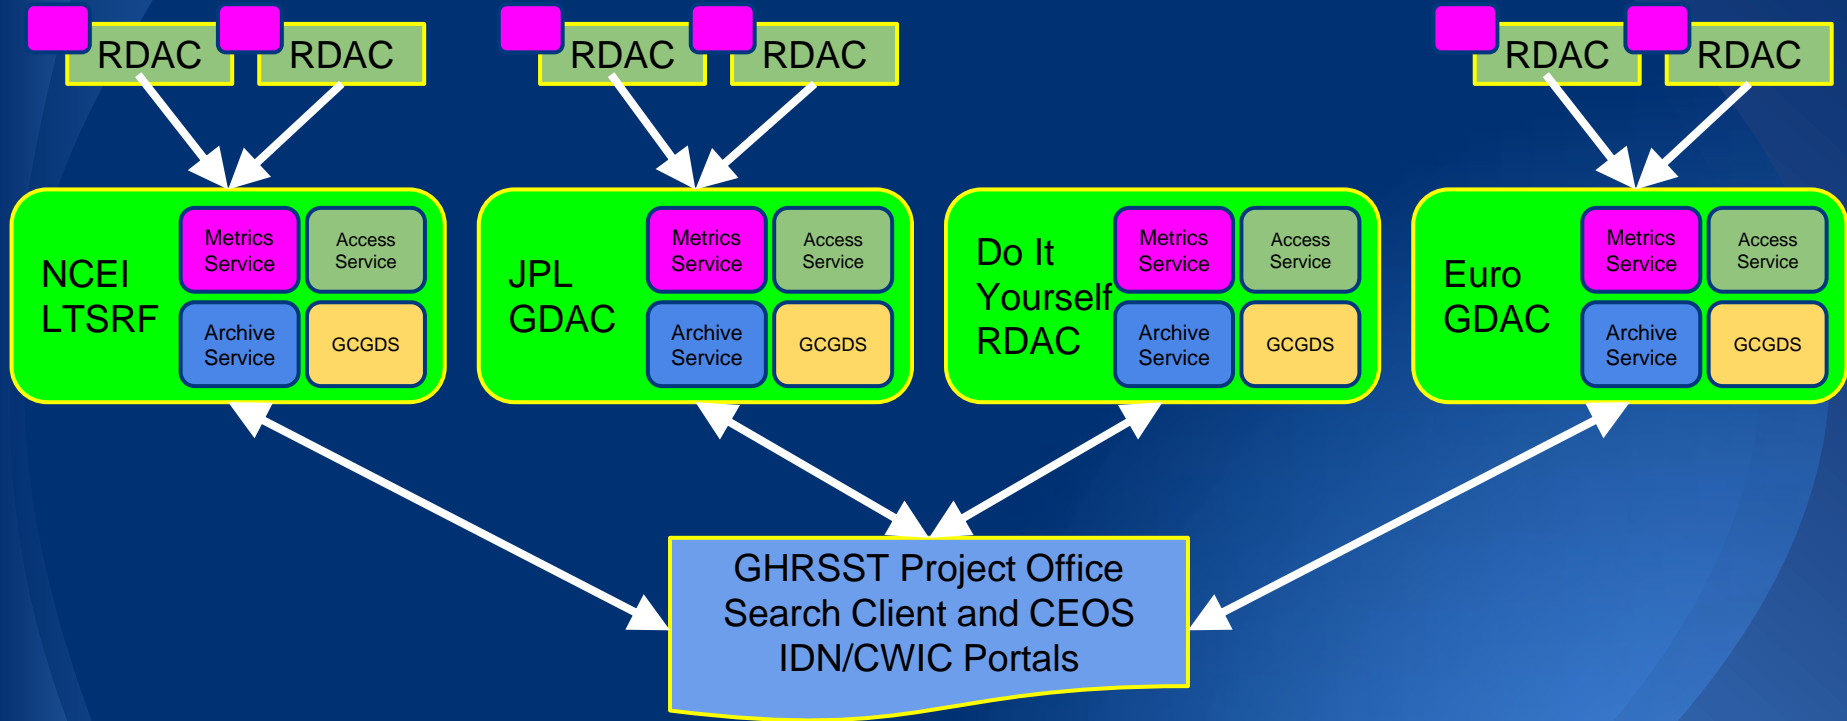 RDAC
RDAC
RDAC
RDAC
RDAC
RDAC
NCEI
LTSRF
Metrics
Service
Access
Service
Archive
Service
GCGDS
JPL
GDAC
Metrics
Service
Access
Service
Archive
Service
GCGDS
Do It
Yourself
RDAC
Metrics
Service
Access
Service
Archive
Service
GCGDS
Euro
GDAC
Metrics
Service
Access
Service
Archive
Service
GCGDS
GHRSST Project Office
Search Client and CEOS
IDN/CWIC Portals